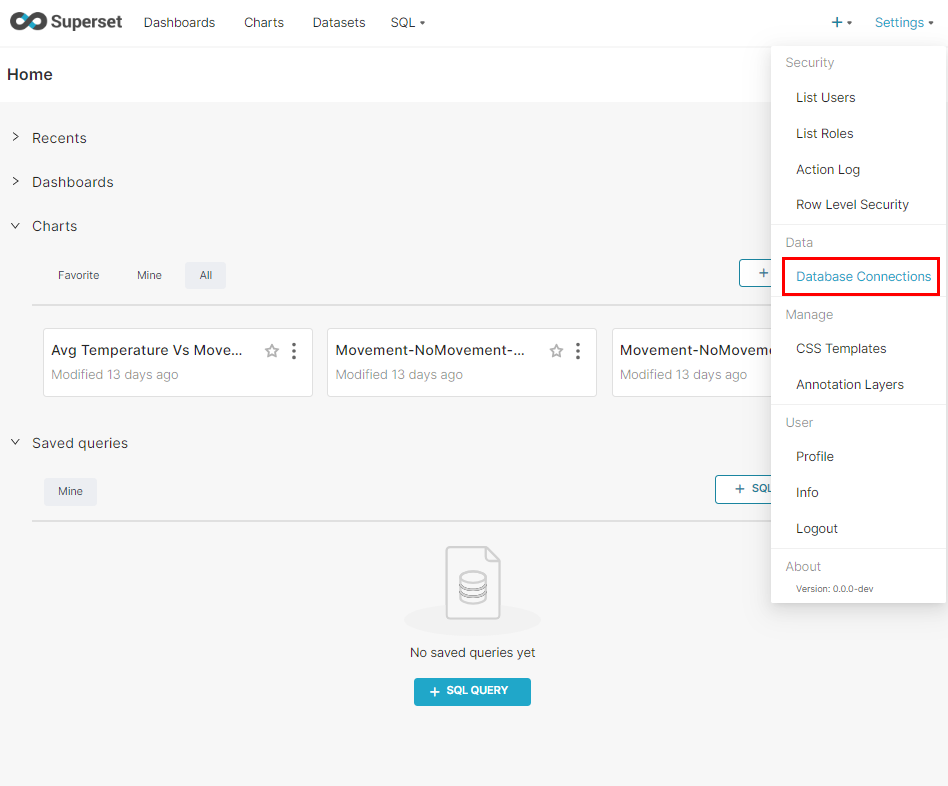 Superset Dashboards Charts Datasets SQL + Settings
Home
Recents
Dashboards
Charts
Favorite Mine All
+
Avg Temperature Vs Move...
Modified 13 days ago
Movement-NoMovement-...
Modified 13 days ago
Movement-NoMoveme
Modified 13 days ago
Saved queries
Mine
+ SQL
No saved queries yet
+ SQL QUERY
Security
List Users
List Roles
Action Log
Row Level Security
Data
Database Connections
Manage
CSS Templates
Annotation Layers
User
Profile
Info
Logout
About
Version: 0.0.0-dev